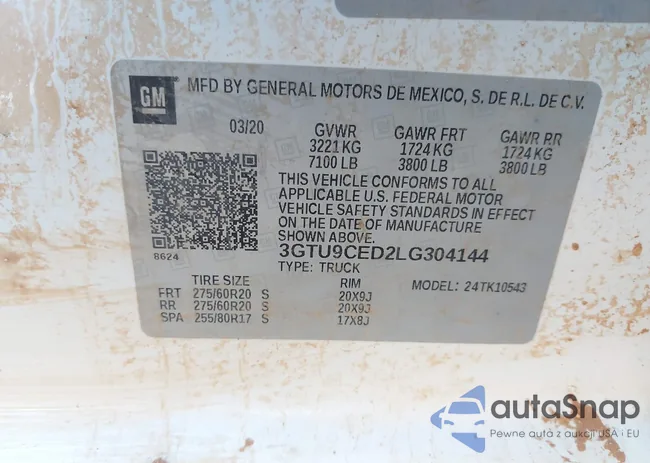 GM
MFD BY GENERAL MOTORS DE MEXICO, S. DE R.L. DE C.V.
03/20 GVWR GAWR FRT GAWR RR
3221 KG 1724 KG 1724 KG
7100 LB 3800 LB 3800 LB
THIS VEHICLE CONFORMS TO ALL
APPLICABLE U.S. FEDERAL MOTOR
VEHICLE SAFETY STANDARDS IN EFFECT
ON THE DATE OF MANUFACTURE
SHOWN ABOVE.
8624
3GTU9CED2LG304144
TYPE: TRUCK
TIRE SIZE RIM MODEL: 24TK10543
FRT 275/60R20 S 20X9J
RR 275/60R20 S 20X9J
SPA 255/80R17 S 17X8J
autoSnap
Pewne auta z aukcji USA i EU